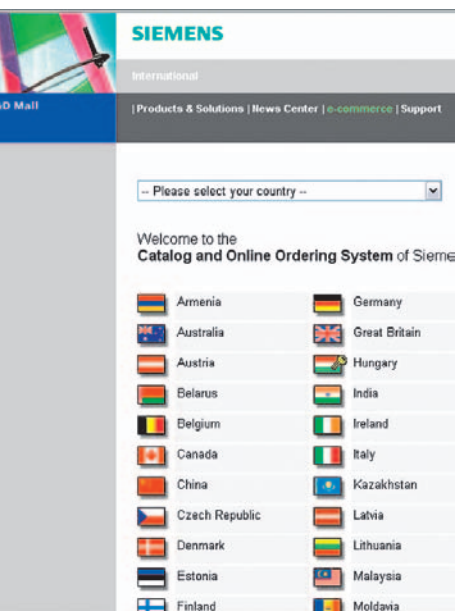 SIEMENS
International
D Mall
| Products & Solutions | News Center | e-commerce | Support
-- Please select your country --
Welcome to the
Catalog and Online Ordering System of Sieme
Armenia
Germany
Australia
Great Britain
Austria
Hungary
Belarus
India
Belgium
Ireland
Canada
Italy
China
Kazakhstan
Czech Republic
Latvia
Denmark
Lithuania
Estonia
Malaysia
Finland
Moldavia